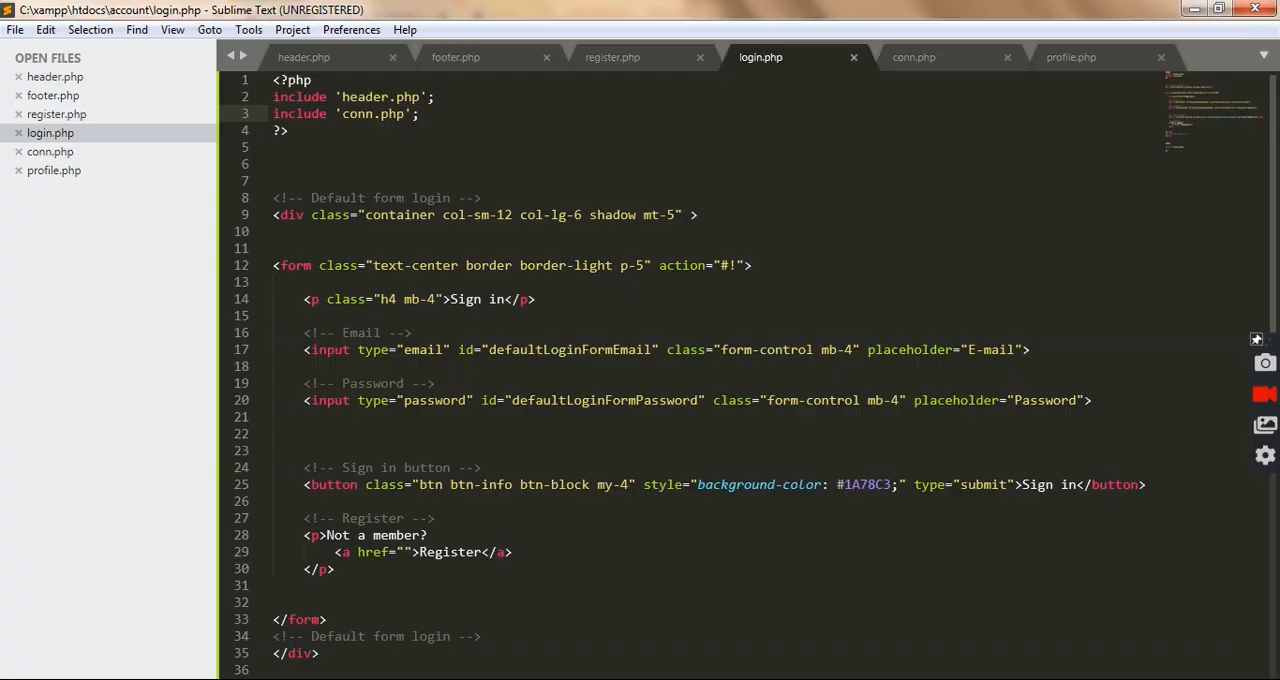 C:\xampp\htdocs\account\login.php - Sublime Text (UNREGISTERED)
File Edit Selection Find View Goto Tools Project Preferences Help
OPEN FILES
header.php
footer.php
register.php
login.php
conn.php
profile.php
header.php footer.php register.php login.php conn.php profile.php
1 <?php
2 include 'header.php';
3 include 'conn.php';
4 ?>
5
6
7
8 <!-- Default form login -->
9 <div class="container col-sm-12 col-lg-6 shadow mt-5" >
10
11
12 <form class="text-center border border-light p-5" action="#!">
13
14 <p class="h4 mb-4">Sign in</p>
15
16 <!-- Email -->
17 <input type="email" id="defaultLoginFormEmail" class="form-control mb-4" placeholder="E-mail">
18
19 <!-- Password -->
20 <input type="password" id="defaultLoginFormPassword" class="form-control mb-4" placeholder="Password">
21
22
23
24 <!-- Sign in button -->
25 <button class="btn btn-info btn-block my-4" style="background-color: #1A78C3;" type="submit">Sign in</button>
26
27 <!-- Register -->
28 <p>Not a member?
29 <a href="">Register</a>
30 </p>
31
32
33 </form>
34 <!-- Default form login -->
35 </div>
36